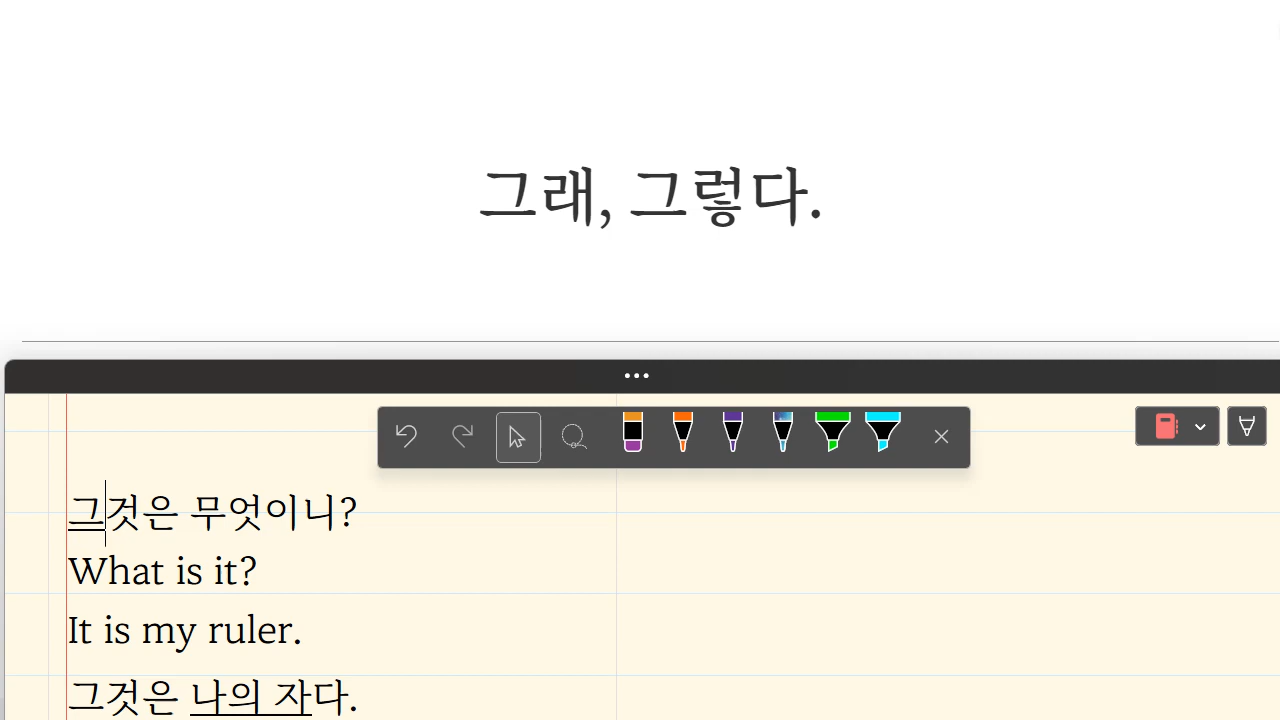 그래, 그렇다.
그것은 무엇이니?
What is it?
It is my ruler.
그것은 나의 자다.